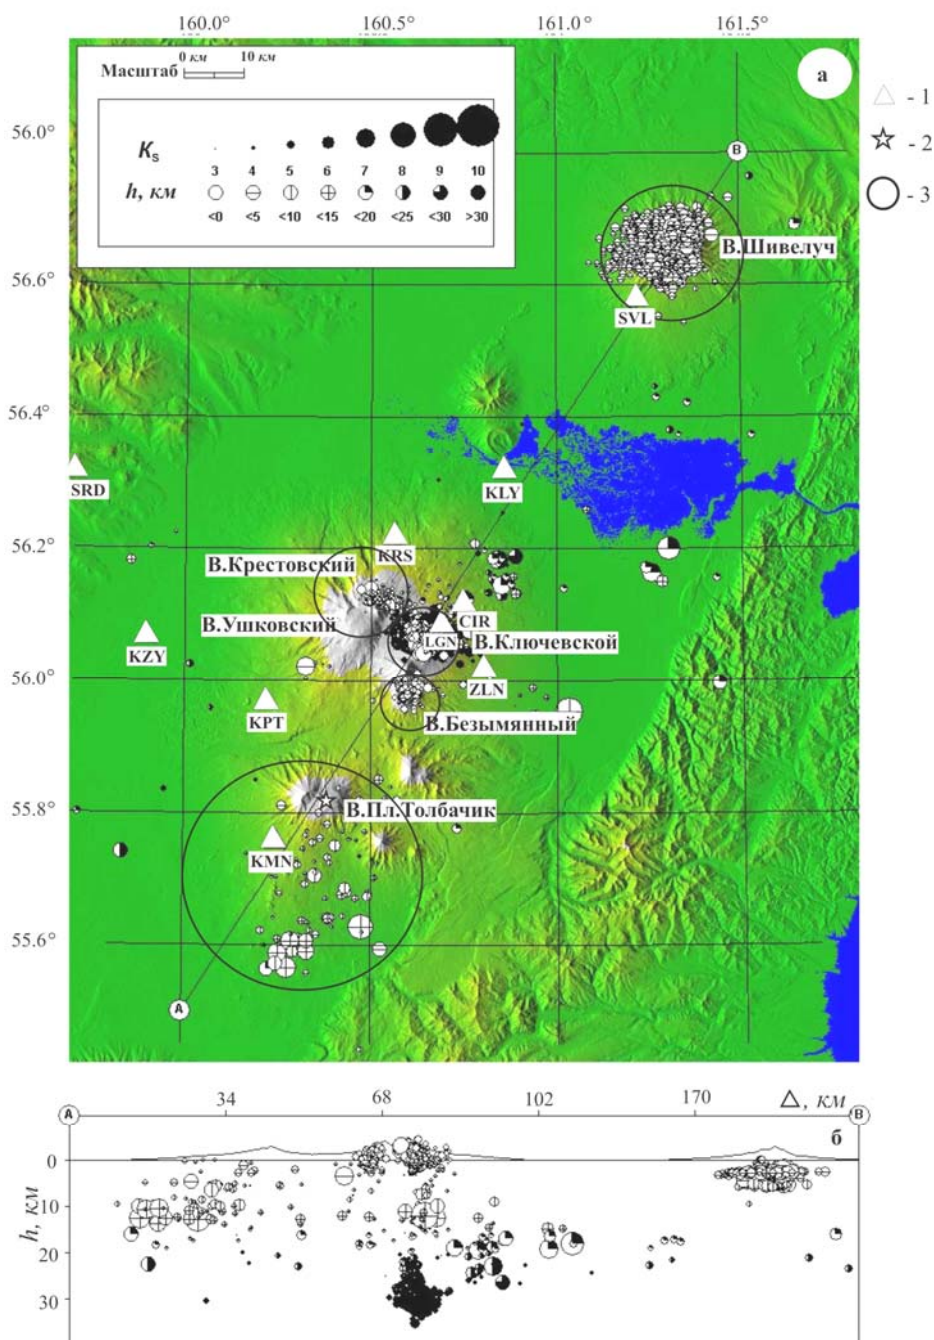 160.0° 160.5° 161.0° 161.5°
0 км 10 км
Масштаб
а
- 1
- 2
- 3
56.0°
B
Ks
3 4 5 6 7 8 9 10
h, км
<0 <5 <10 <15 <20 <25 <30 >30
В.Шивелуч
56.6°
SVL
56.4°
SRD
KLY
56.2°
KRS
В.Крестовский
CIR
В.Ушковский
LGN
В.Ключевской
KZY
56.0°
ZLN
KPT
В.Безымянный
55.8°
В.Пл.Толбачик
KMN
55.6°
A
A 34 68 102 170 Δ, км B
б
0
10
20
30
h, км